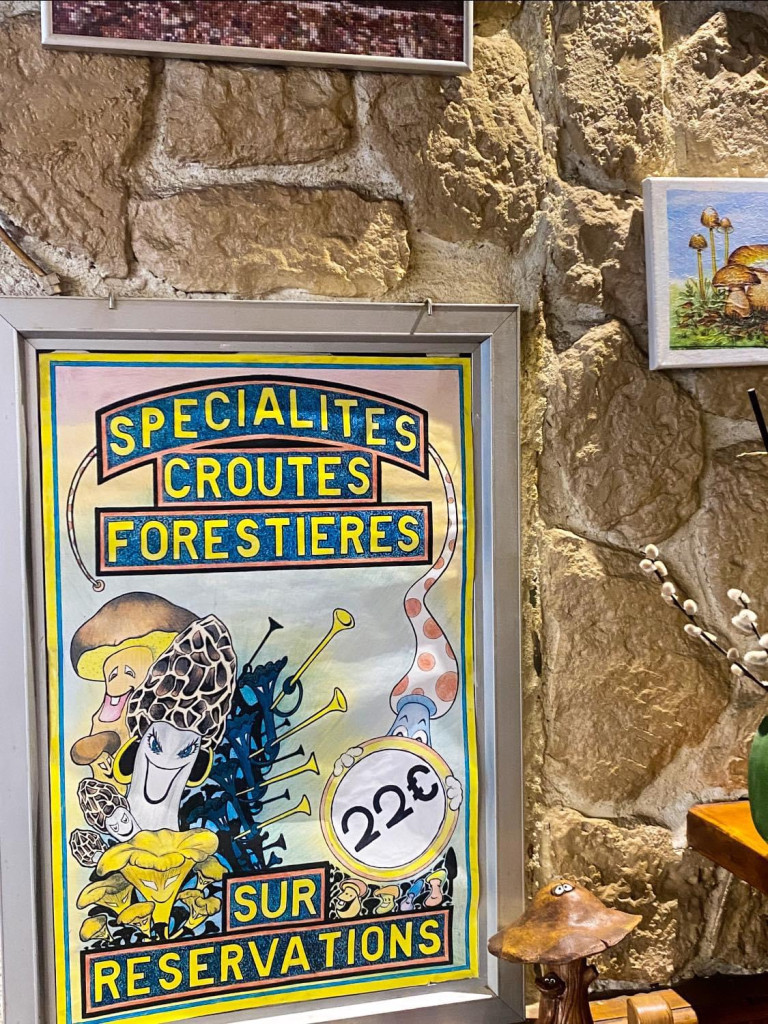 SPECIALITES
CROUTES
FORESTIERES
22€
SUR
RESERVATIONS